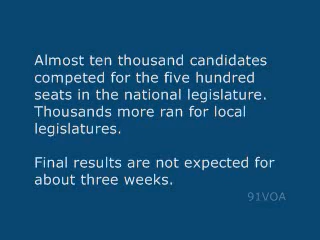 Almost ten thousand candidates
competed for the five hundred
seats in the national legislature.
Thousands more ran for local
legislatures.
Final results are not expected for
about three weeks.
91VOA